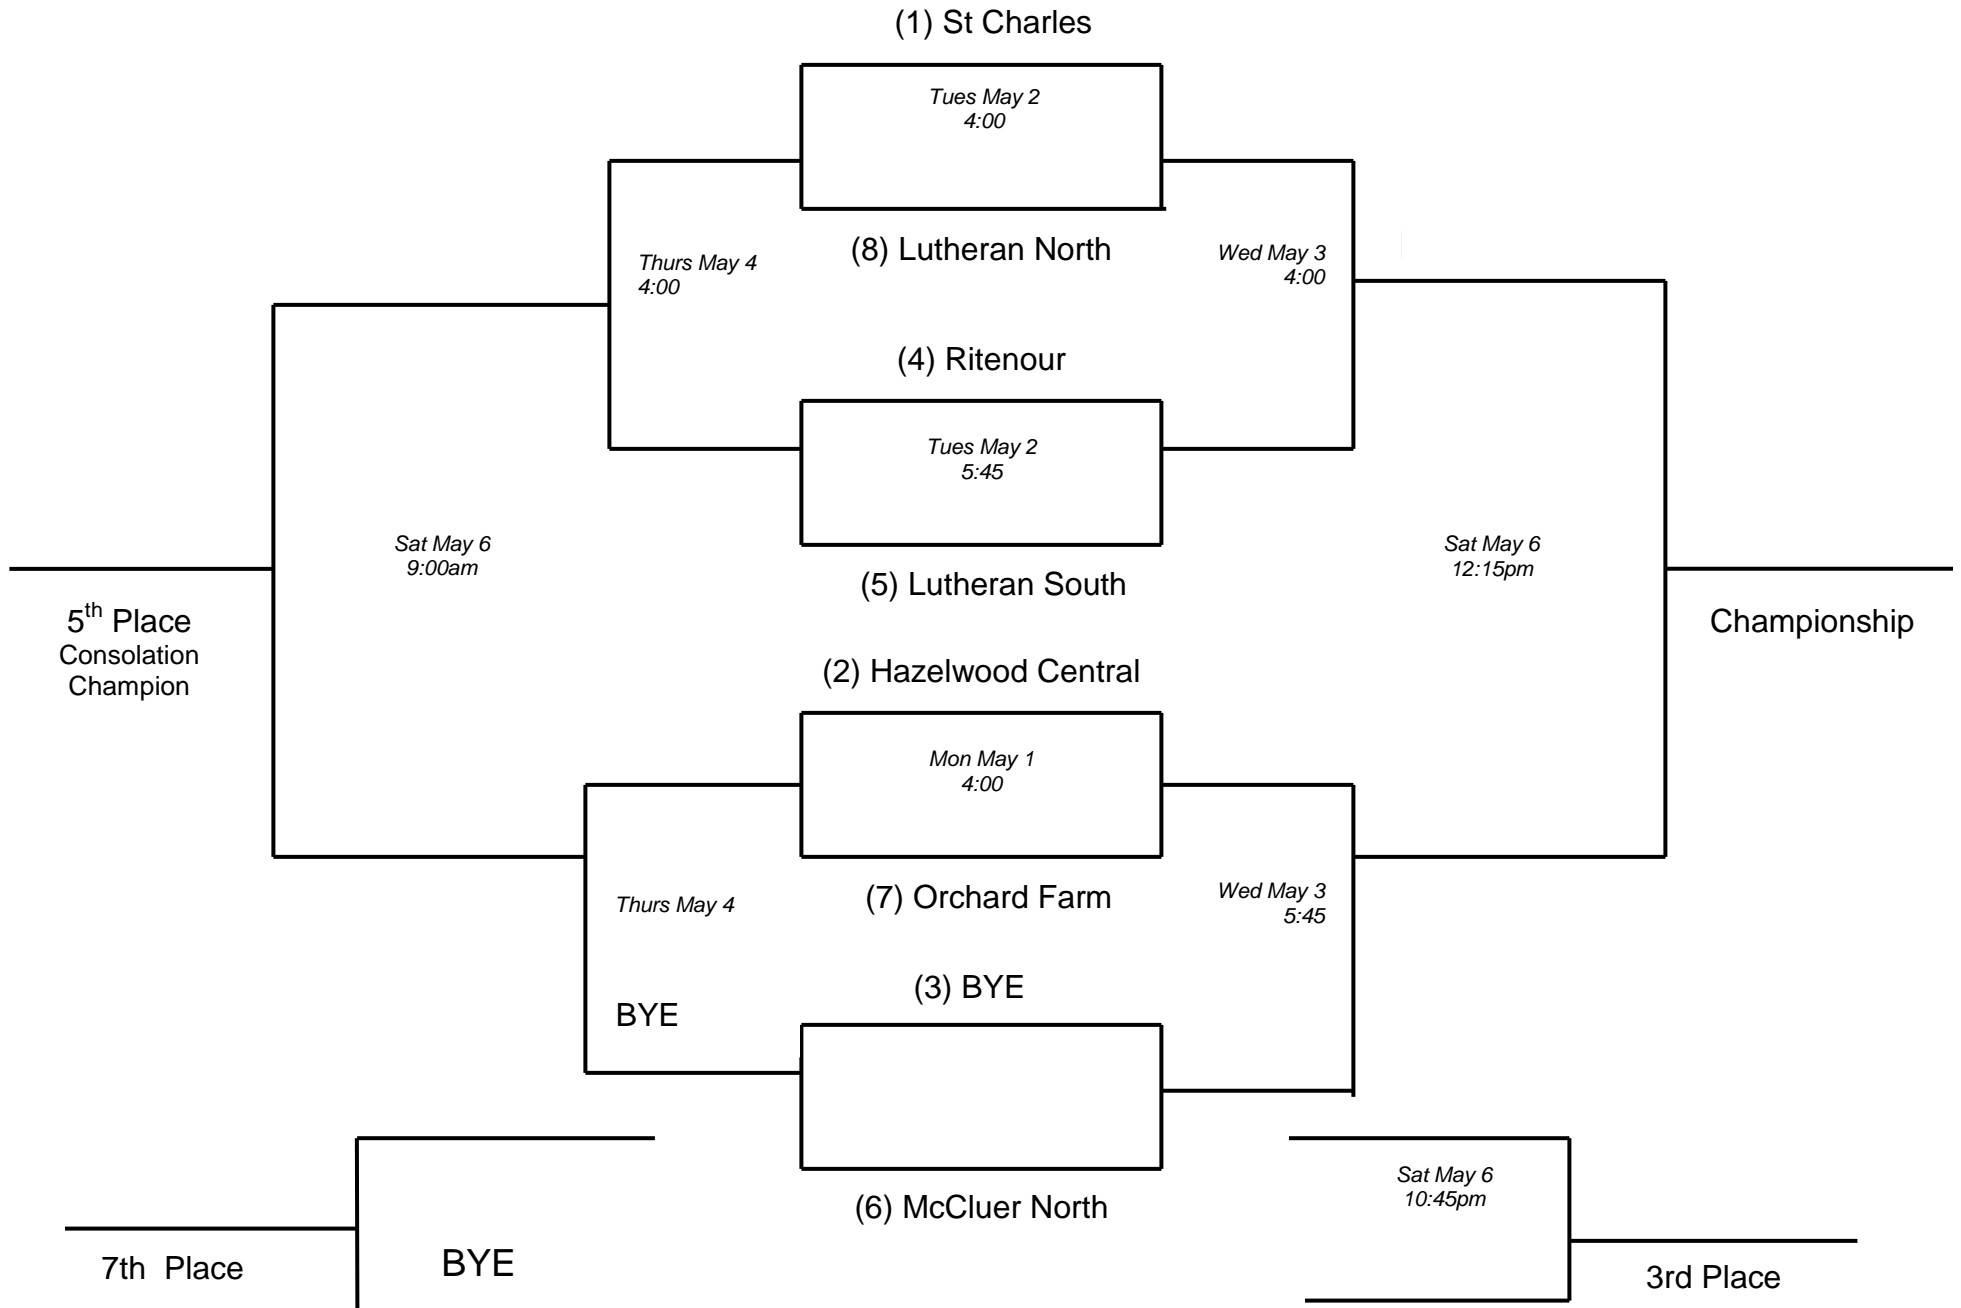 (1) St Charles
Tues May 2
4:00
(8) Lutheran North
Thurs May 4
4:00
Wed May 3
4:00
(4) Ritenour
Tues May 2
5:45
(5) Lutheran South
Sat May 6
9:00am
Sat May 6
12:15pm
5th Place
Consolation
Champion
Championship
(2) Hazelwood Central
Mon May 1
4:00
(7) Orchard Farm
Thurs May 4
BYE
Wed May 3
5:45
(3) BYE
(6) McCluer North
Sat May 6
10:45pm
7th Place
BYE
3rd Place